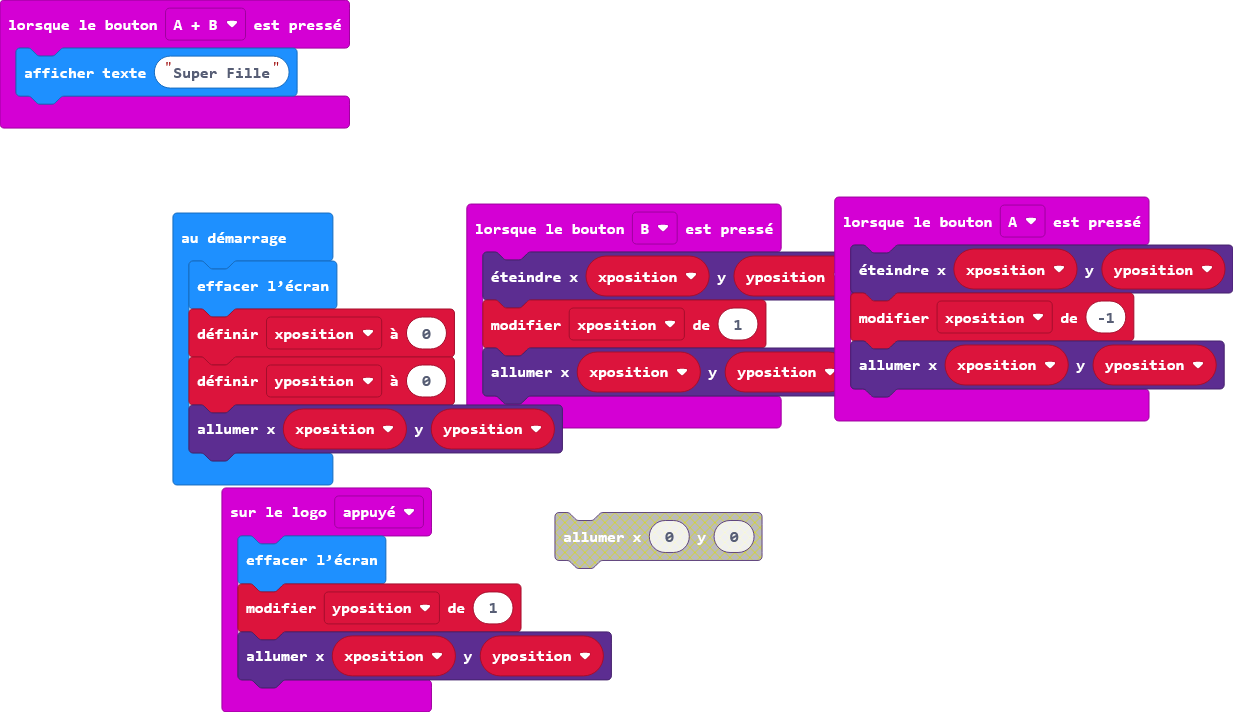 lorsque le bouton A + B est pressé
afficher texte "Super Fille"
au démarrage
effacer l'écran
définir xposition à 0
définir yposition à 0
allumer x xposition y yposition
lorsque le bouton B est pressé
éteindre x xposition y yposition
modifier xposition de 1
allumer x xposition y yposition
lorsque le bouton A est pressé
éteindre x xposition y yposition
modifier xposition de -1
allumer x xposition y yposition
sur le logo appuyé
effacer l'écran
modifier yposition de 1
allumer x xposition y yposition
allumer x 0 y 0